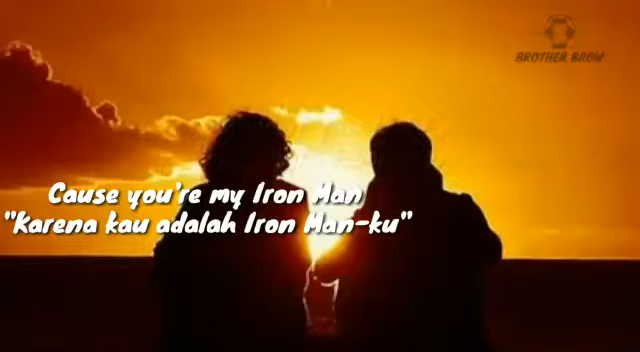 BROTHER BROW
Cause you're my Iron Man
"Karena kau adalah Iron Man-ku"